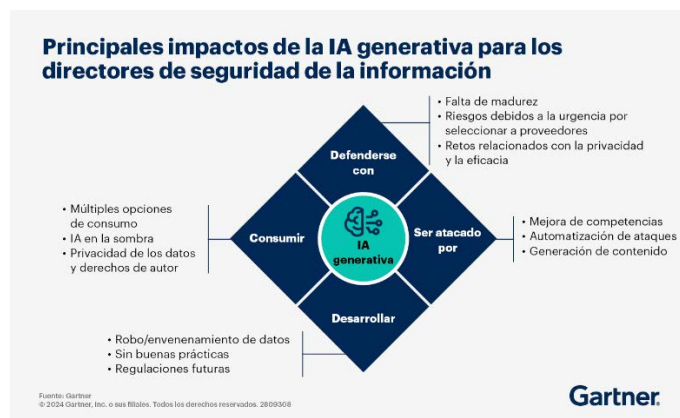 Principales impactos de la IA generativa para los
directores de seguridad de la información
• Falta de madurez
• Riesgos debidos a la urgencia por
seleccionar a proveedores
• Retos relacionados con la privacidad
y la eficacia
Defenderse
con
• Múltiples opciones
de consumo
• IA en la sombra
• Privacidad de los datos
y derechos de autor
Consumir
IA
generativa
Ser atacado
por
• Mejora de competencias
• Automatización de ataques
• Generación de contenido
Desarrollar
• Robo/envenenamiento de datos
• Sin buenas prácticas
• Regulaciones futuras
Fuente: Gartner
© 2024 Gartner, Inc. o sus filiales. Todos los derechos reservados. 2809308
Gartner